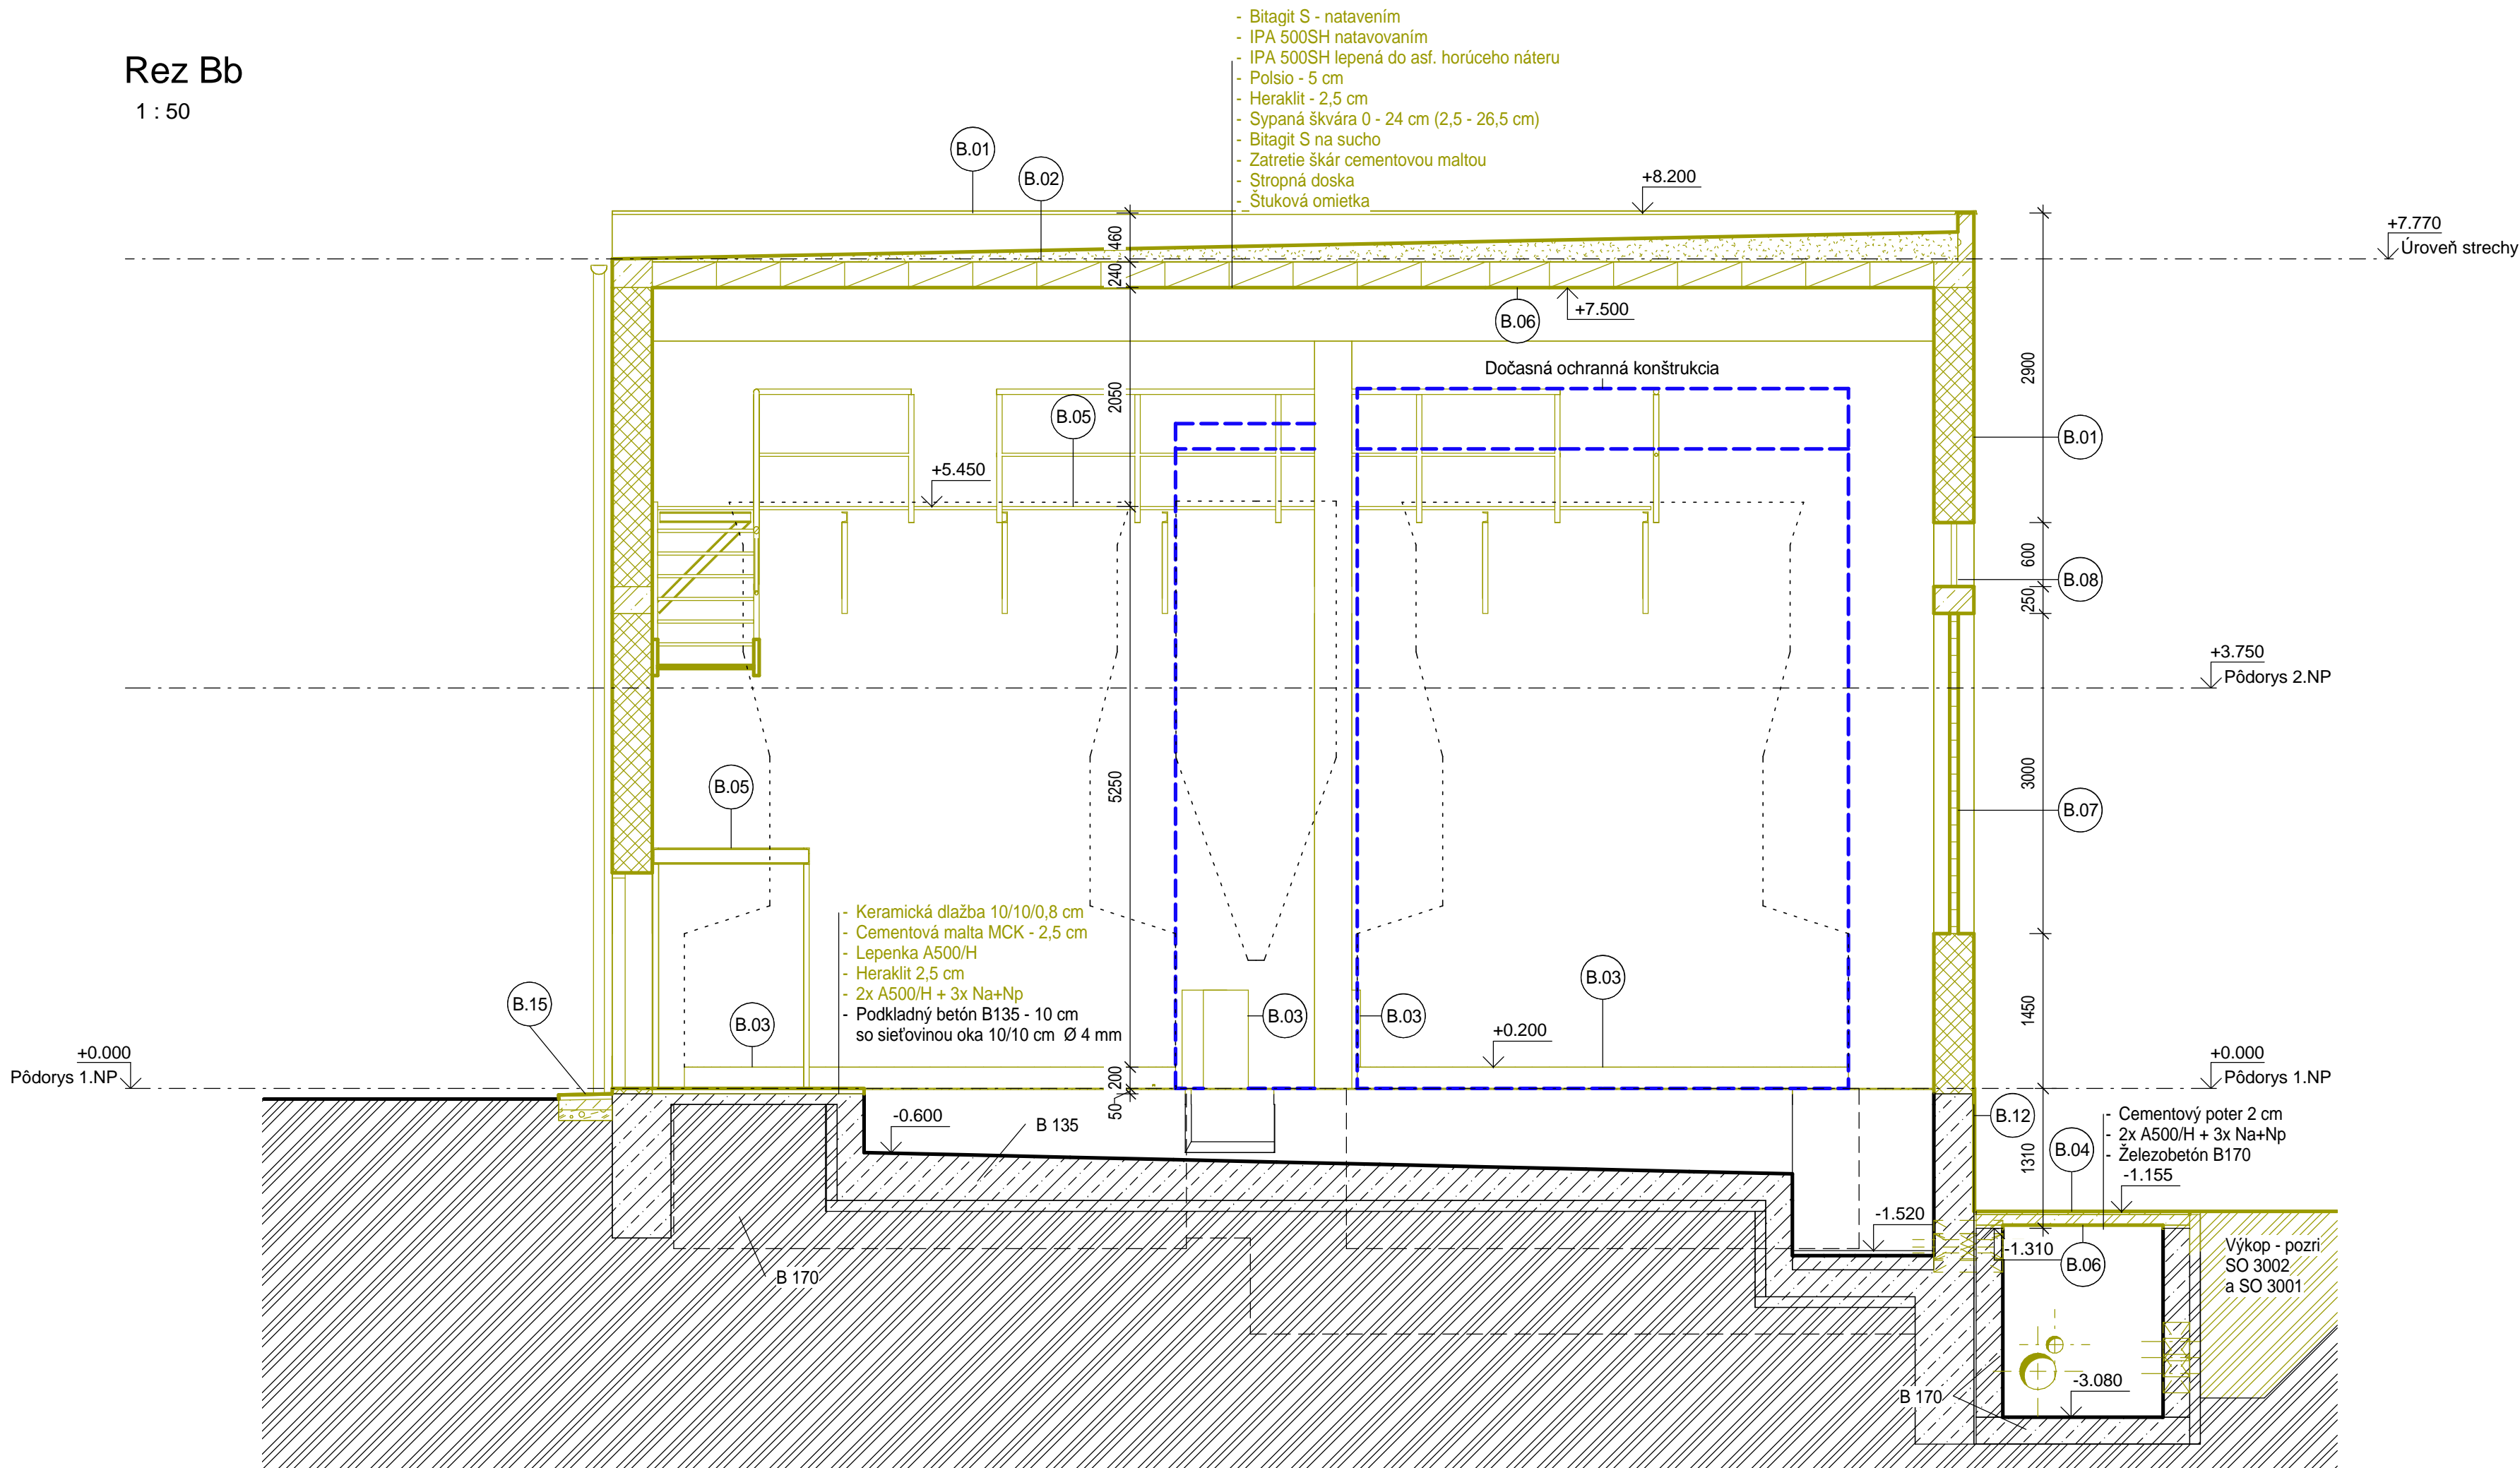 Rez Bb
1 : 50
- Bitagit S - natavením
- IPA 500SH natavovaním
- IPA 500SH lepená do asf. horúceho náteru
- Polsio - 5 cm
- Heraklit - 2,5 cm
- Sypaná škvára 0 - 24 cm (2,5 - 26,5 cm)
- Bitagit S na sucho
- Zatretie škár cementovou maltou
- Stropná doska
- Štuková omietka
B.01
B.02
+8.200
+7.770
Úroveň strechy
460
240
+7.500
B.06
Dočasná ochranná konštrukcia
2900
2050
B.05
B.01
+5.450
600
B.08
250
+3.750
Pôdorys 2.NP
B.05
5250
3000
B.07
- Keramická dlažba 10/10/0,8 cm
- Cementová malta MCK - 2,5 cm
- Lepenka A500/H
- Heraklit 2,5 cm
- 2x A500/H + 3x Na+Np
- Podkladný betón B135 - 10 cm
so sieťovinou oka 10/10 cm Ø 4 mm
B.15
B.03
B.03
B.03
B.03
1450
+0.200
+0.000
Pôdorys 1.NP
+0.000
Pôdorys 1.NP
200
50
-0.600
B 135
B.12
B.04
- Cementový poter 2 cm
- 2x A500/H + 3x Na+Np
- Železobetón B170
-1.155
1310
-1.520
-1.310
B.06
Výkop - pozri
SO 3002
a SO 3001
B 170
-3.080
B 170